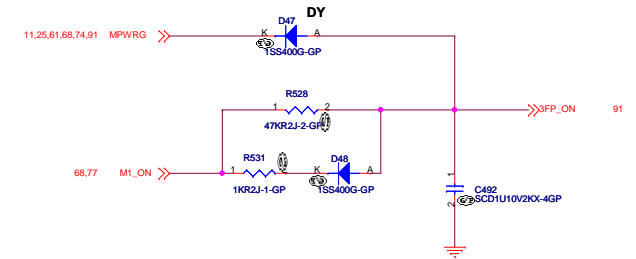 DY
D47
11,25,61,68,74,91 MPWRG K A
1SS400G-GP
R528
1 2 3FP_ON 91
47KR2J-2-GP
R531 D48
68,77 M1_ON 1 2 K A
1KR2J-1-GP 1SS400G-GP
1
C492
2 SCD1U10V2KX-4GP